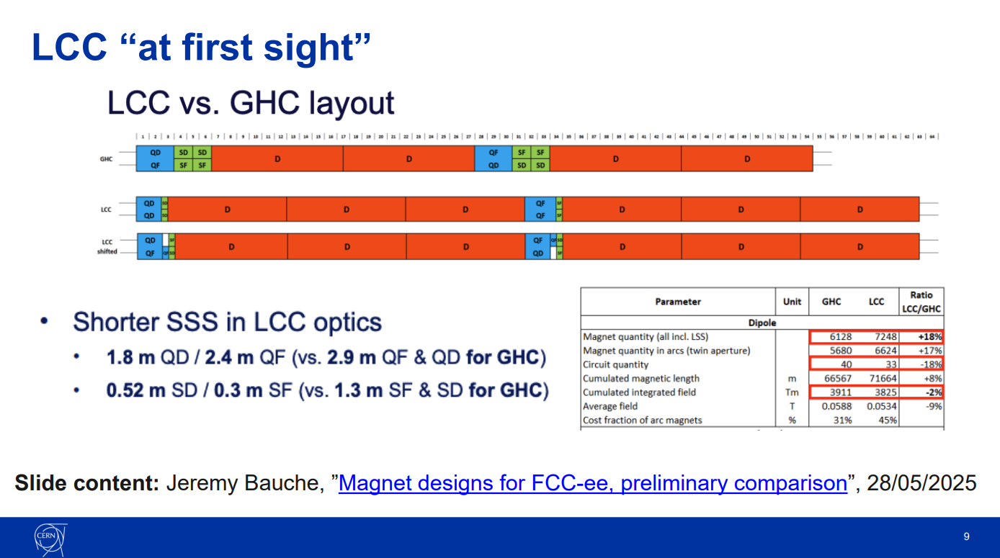 LCC “at first sight”
LCC vs. GHC layout
| 1 | 2 | 3 | 4 | 5 | 6 | 7 | 8 | 9 | 10 | 11 | 12 | 13 | 14 | 15 | 16 | 17 | 18 | 19 | 20 | 21 | 22 | 23 | 24 | 25 | 26 | 27 | 28 | 29 | 30 | 31 | 32 | 33 | 34 | 35 | 36 | 37 | 38 | 39 | 40 | 41 | 42 | 43 | 44 | 45 | 46 | 47 | 48 | 49 | 50 | 51 | 52 | 53 | 54 | 55 | 56 | 57 | 58 | 59 | 60 | 61 | 62 | 63 | 64 |
QD SD SD QF SF SF
GHC D D D D
QF SF SF QD SD SD
QD SD QF SF
LCC D D D D D D
QD SD QF SF
LCC QD SF QF QF SD
D D D D D D
shifted QF QF SD QD SF
• Shorter SSS in LCC optics
• 1.8 m QD / 2.4 m QF (vs. 2.9 m QF & QD for GHC)
• 0.52 m SD / 0.3 m SF (vs. 1.3 m SF & SD for GHC)
Parameter Unit GHC LCC Ratio
LCC/GHC
Dipole
Magnet quantity (all incl. LSS) 6128 7248 +18%
Magnet quantity in arcs (twin aperture) 5680 6624 +17%
Circuit quantity 40 33 -18%
Cumulated magnetic length m 66567 71664 +8%
Cumulated integrated field Tm 3911 3825 -2%
Average field T 0.0588 0.0534 -9%
Cost fraction of arc magnets % 31% 45%
Slide content: Jeremy Bauche, ”Magnet designs for FCC-ee, preliminary comparison”, 28/05/2025
CERN
9